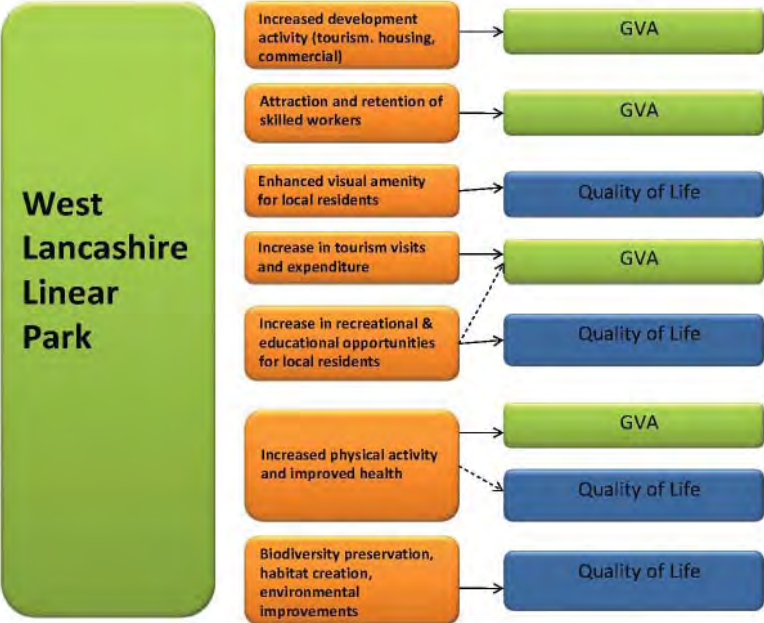 West
Lancashire
Linear
Park
Increased development
activity (tourism. housing,
commercial)
GVA
Attraction and retention of
skilled workers
GVA
Enhanced visual amenity
for local residents
Quality of Life
Increase in tourism visits
and expenditure
GVA
Increase in recreational &
educational opportunities
for local residents
Quality of Life
Increased physical activity
and improved health
GVA
Quality of Life
Biodiversity preservation,
habitat creation,
environmental
improvements
Quality of Life